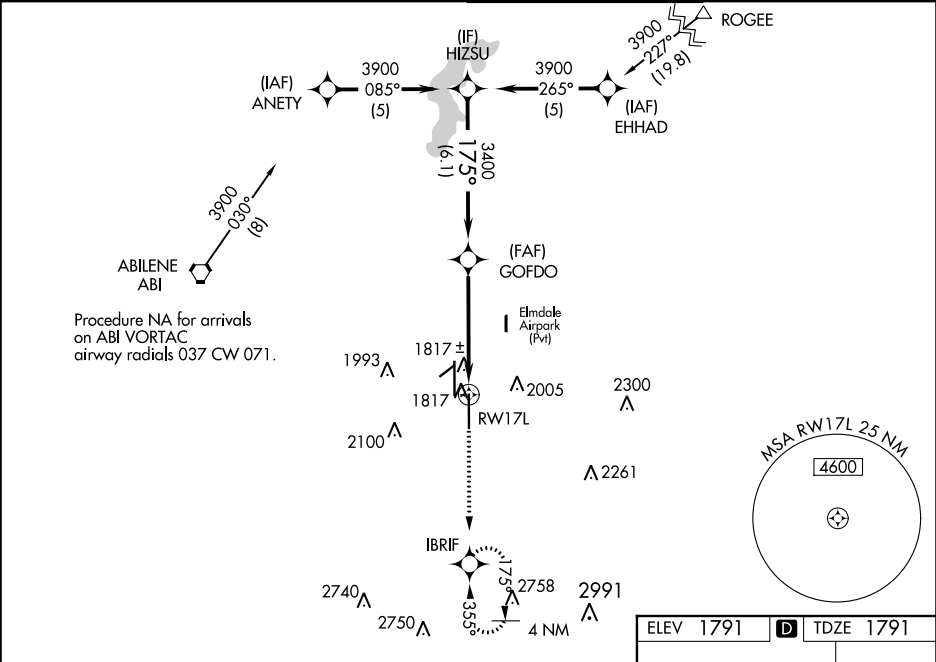 ROGEE
3900
227°
(19.8)
(IF)
HIZSU
(IAF)
ANETY
3900
085°
(5)
3900
265°
(5)
(IAF)
EHHAD
3400
175°
(6.1)
3900
030°
(8)
ABILENE
ABI
(FAF)
GOFDO
Procedure NA for arrivals
on ABI VORTAC
airway radials 037 CW 071.
Elmdale
Airpark
(Pvt)
1993
1817 ±
1817
2005
2300
RW17L
2100
2261
MSA RW17L 25 NM
4600
IBRIF
175°
355°
4 NM
2740
2750
2758
2991
ELEV 1791 D TDZE 1791